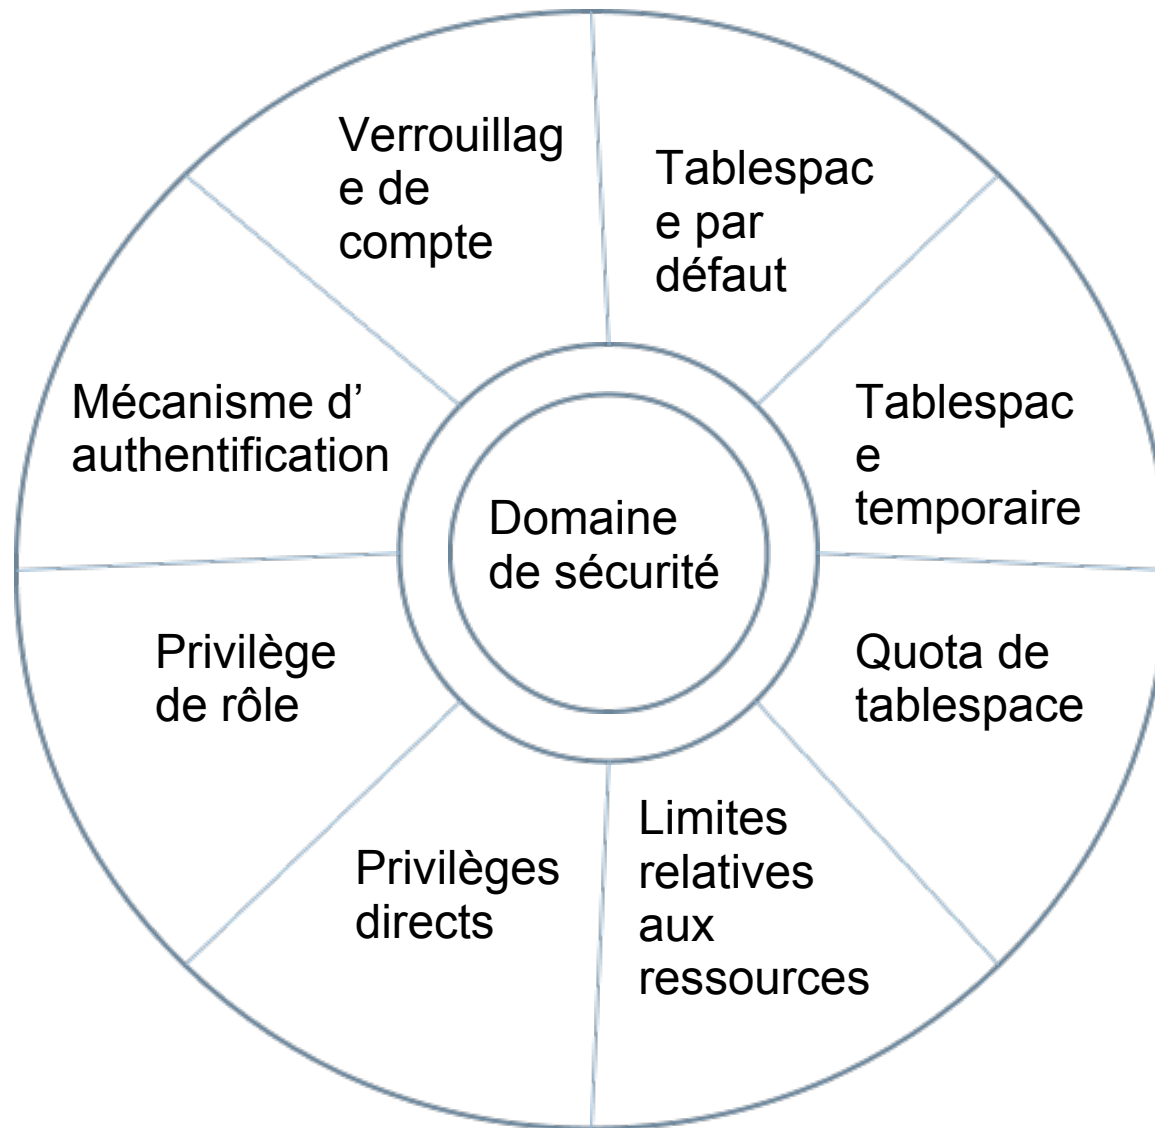 Verrouillag
e de
compte
Tablespac
e par
défaut
Mécanisme d’
authentification
Tablespac
e
temporaire
Domaine
de sécurité
Privilège
de rôle
Quota de
tablespace
Privilèges
directs
Limites
relatives
aux
ressources